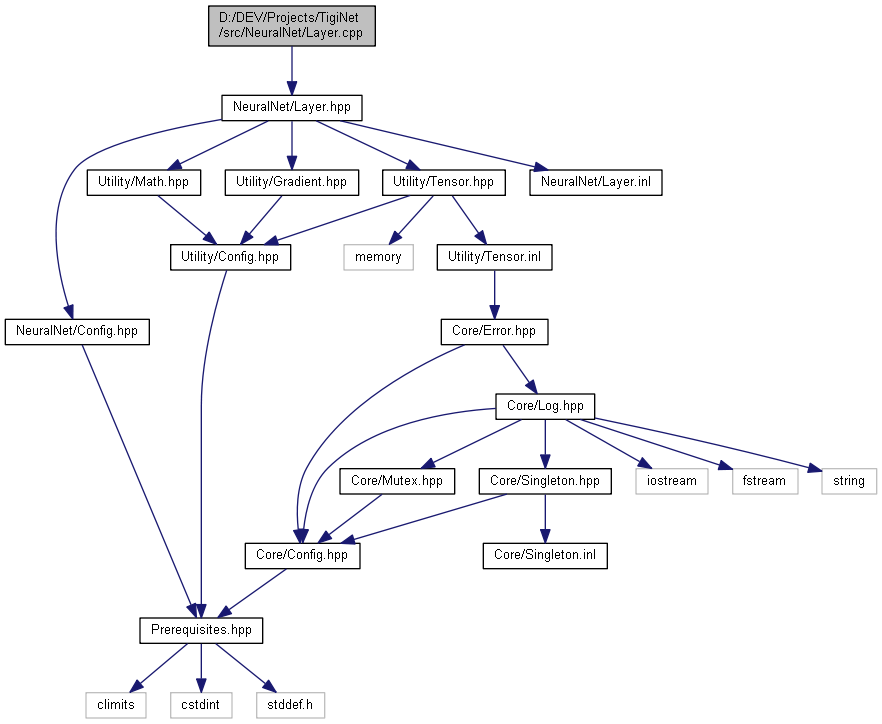 D:/DEV/Projects/TigiNet
/src/NeuralNet/Layer.cpp
NeuralNet/Layer.hpp
Utility/Math.hpp
Utility/Gradient.hpp
Utility/Tensor.hpp
NeuralNet/Layer.inl
Utility/Config.hpp
memory
Utility/Tensor.inl
NeuralNet/Config.hpp
Core/Error.hpp
Core/Log.hpp
Core/Mutex.hpp
Core/Singleton.hpp
iostream
fstream
string
Core/Config.hpp
Core/Singleton.inl
Prerequisites.hpp
climits
cstdint
stddef.h